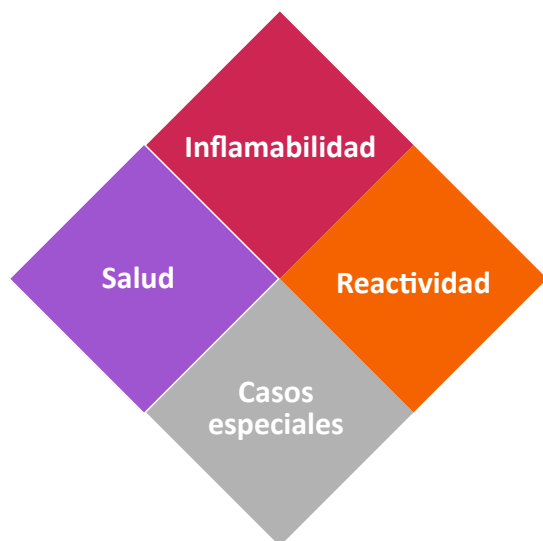 Inflamabilidad
Salud
Reactividad
Casos
especiales